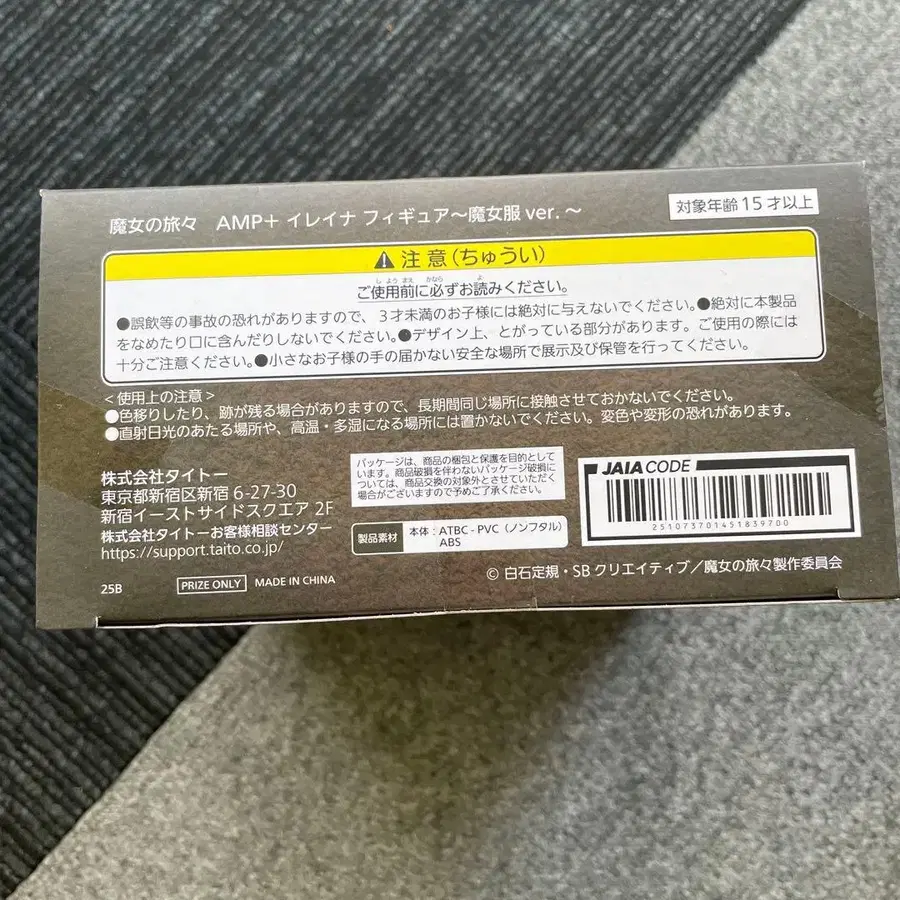 魔女の旅々 AMP+ イレイナ フィギュア～魔女服 ver.～
対象年齢15才以上
注意(ちゅうい)
ご使用前に必ずお読みください。
●誤飲等の事故の恐れがありますので、3才未満のお子様には絶対に与えないでください。●絶対に本製品
をなめたり口に含んだりしないでください。●デザイン上、とがっている部分があります。ご使用の際には
十分ご注意ください。●小さなお子様の手の届かない安全な場所で展示及び保管を行ってください。
<使用上の注意>
●色移りしたり、跡が残る場合がありますので、長期間同じ場所に接触させておかないでください。
●直射日光のあたる場所や、高温・多湿になる場所には置かないでください。変色や変形の恐れがあります。
株式会社タイトー
東京都新宿区新宿 6-27-30
新宿イーストサイドスクエア 2F
株式会社タイトーお客様相談センター
https://support.taito.co.jp/
パッケージは、商品の梱包と保護を目的としてい
ます。商品破損を伴わないパッケージ破損に
ついては、交換の対象外とさせていただく
場合がございますので予めご了承ください。
製品素材
本体:ATBC-PVC(ノンフタル)
ABS
JAIA CODE
251073701451839700
25B
PRIZE ONLY
MADE IN CHINA
© 白石定規・SB クリエイティブ/魔女の旅々製作委員会